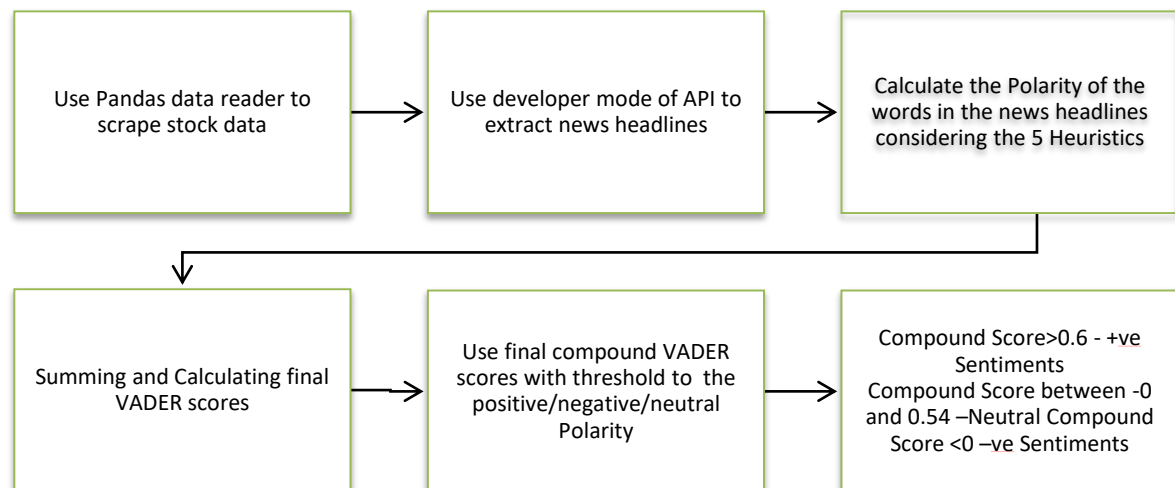 Use Pandas data reader to
scrape stock data
Use developer mode of API to
extract news headlines
Calculate the Polarity of the
words in the news headlines
considering the 5 Heuristics
Summing and Calculating final
VADER scores
Use final compound VADER
scores with threshold to the
positive/negative/neutral
Polarity
Compound Score>0.6 - +ve
Sentiments
Compound Score between -0
and 0.54 –Neutral Compound
Score <0 –ve Sentiments